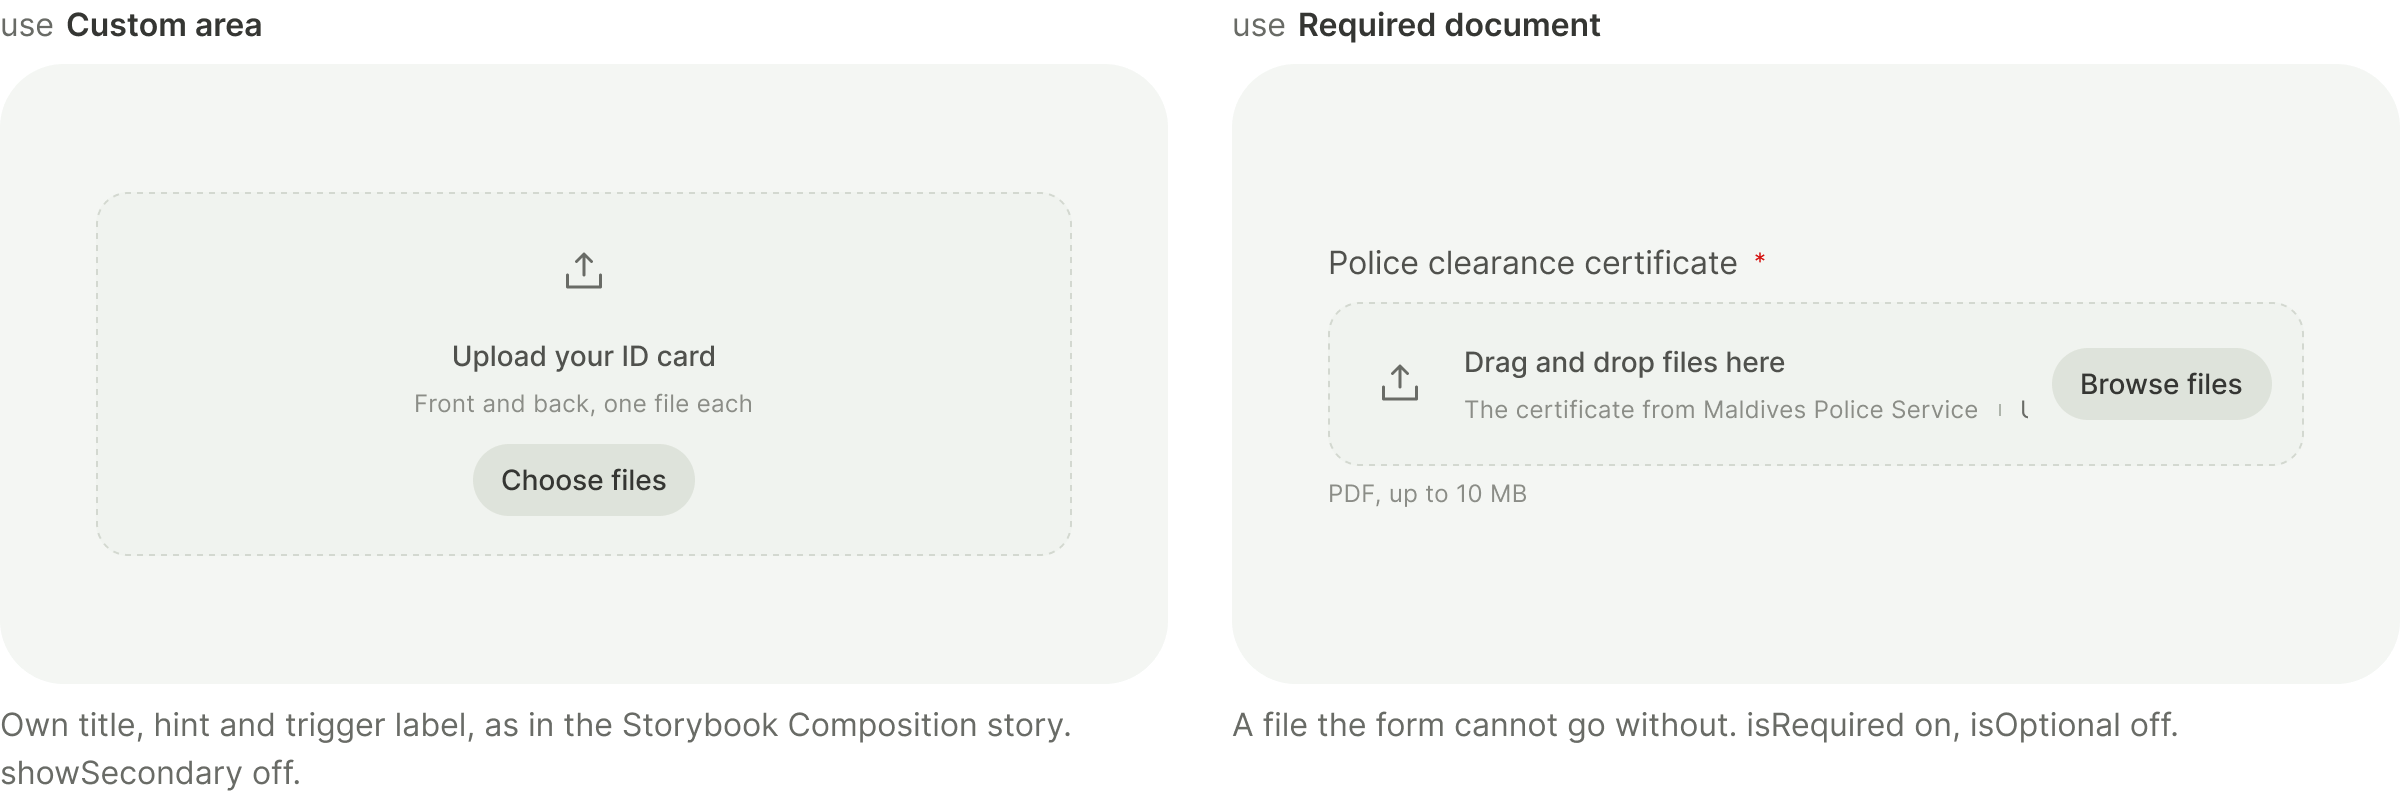 use Custom area
Upload your ID card
Front and back, one file each
Choose files
Own title, hint and trigger label, as in the Storybook Composition story.
showSecondary off.
use Required document
Police clearance certificate *
Drag and drop files here
The certificate from Maldives Police Service
Browse files
PDF, up to 10 MB
A file the form cannot go without. isRequired on, isOptional off.